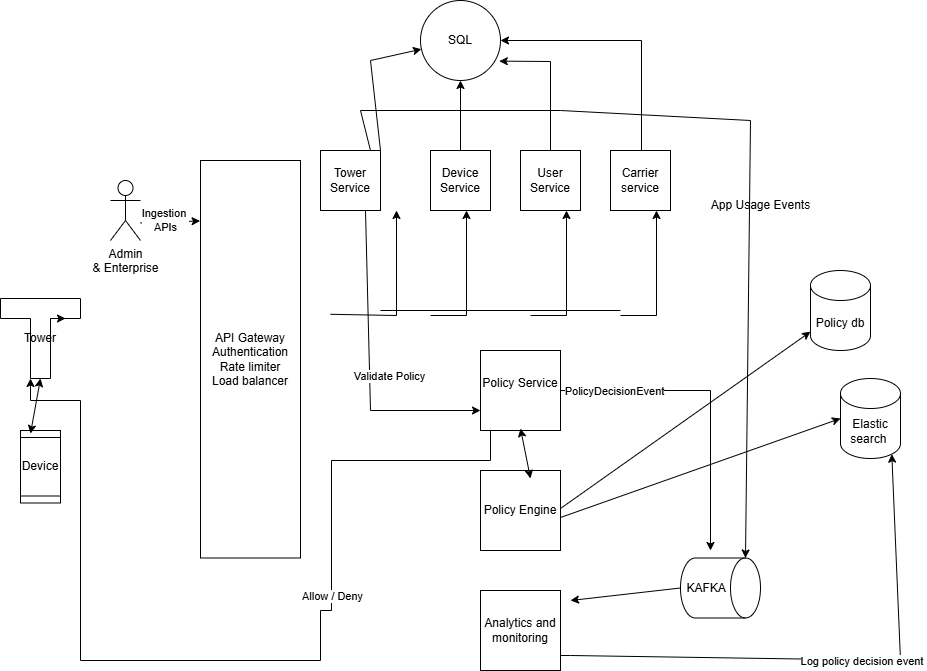 SQL
Tower
Service
Device
Service
User
Service
Carrier
service
App Usage Events
Ingestion
APIs
Admin
& Enterprise
Tower
Device
API Gateway
Authentication
Rate limiter
Load balancer
Validate Policy
Policy Service
PolicyDecisionEvent
Policy db
Elastic
search
Policy Engine
KAFKA
Allow / Deny
Analytics and
monitoring
Log policy decision event